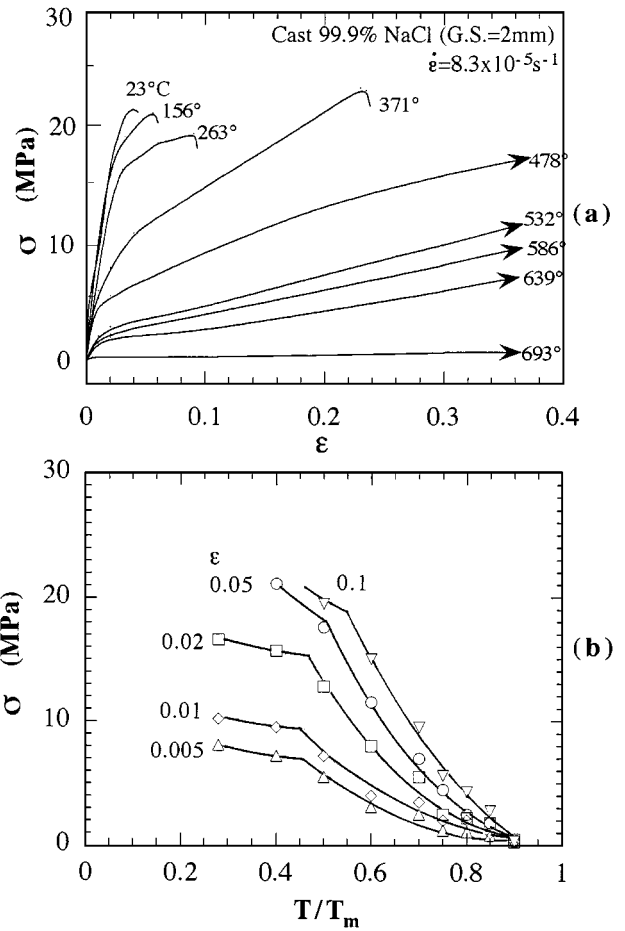 30
Cast 99.9% NaCl (G.S.=2mm)
ε̇=8.3x10⁻⁵s⁻¹
23°C
156°
263°
371°
20
478°
532°
586°
10
639°
693°
0
σ (MPa)
(a)
0 0.1 0.2 0.3 0.4
ε
30
ε
0.05
0.1
20
0.02
10
0.01
0.005
0
σ (MPa)
(b)
0 0.2 0.4 0.6 0.8 1
T/Tₘ